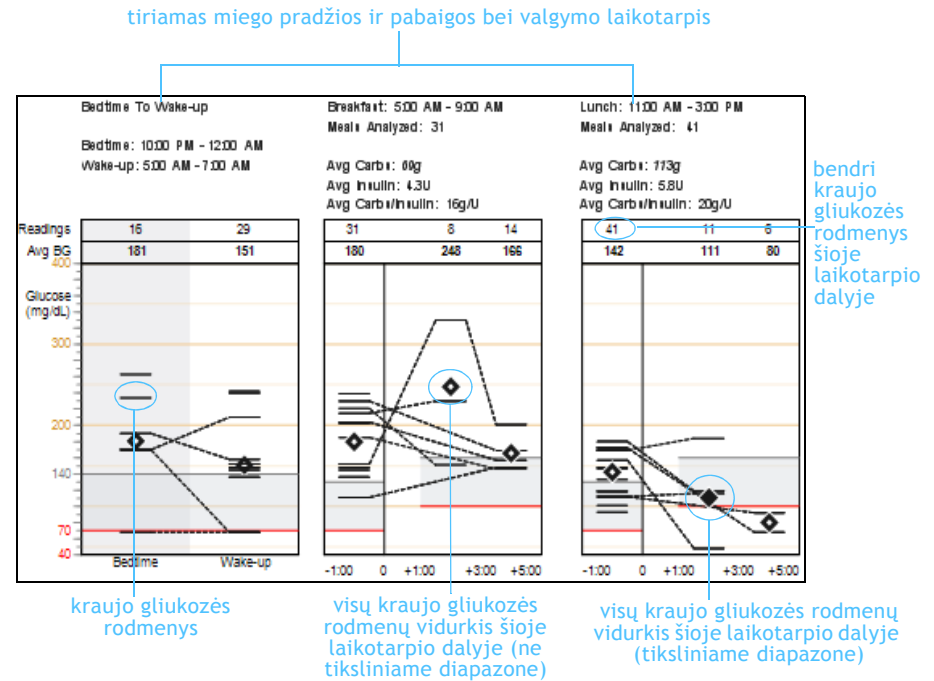 tiriamas miego pradžios ir pabaigos bei valgymo laikotarpis
Bedtime To Wake-up
Bedtime: 10:00 PM - 12:00 AM
Wake-up: 5:00 AM - 7:00 AM
Breakfast: 5:00 AM - 9:00 AM
Meals Analyzed: 31
Avg Carbs: 69g
Avg Insulin: 4.3U
Avg Carbs/Insulin: 16g/U
Lunch: 11:00 AM - 3:00 PM
Meals Analyzed: 41
Avg Carbs: 113g
Avg Insulin: 5.8U
Avg Carbs/Insulin: 20g/U
bendri
kraujo
gliukozės
rodmenys
šioje
laikotarpio
dalyje
Readings 16 29 31 8 14 41 11 6
Avg BG 181 151 180 248 166 142 111 80
400
Glucose
(mg/dL)
300
200
140
70
40
Bedtime Wake-up
-1:00 0 +1:00 +3:00 +5:00
-1:00 0 +1:00 +3:00 +5:00
kraujo gliukozės
rodmenys
visų kraujo gliukozės
rodmenų vidurkis šioje
laikotarpio dalyje (ne
tiksliniame diapazone)
visų kraujo gliukozės rodmenų
vidurkis šioje laikotarpio dalyje
(tiksliniame diapazone)